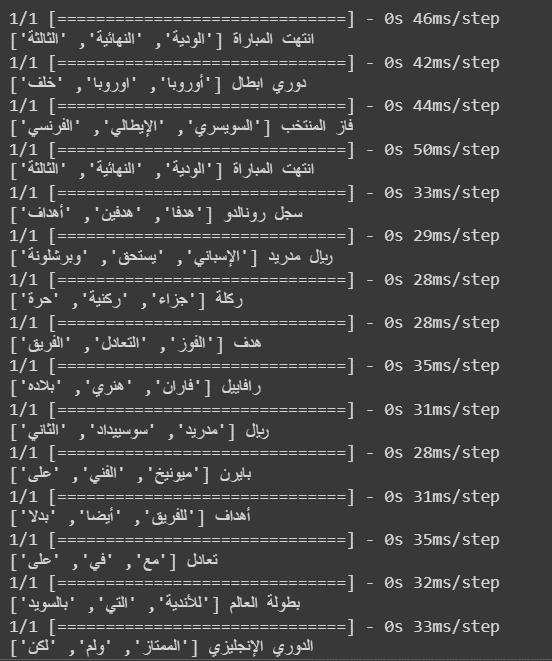 1/1 [==============================] - 0s 46ms/step
انتهت المباراة ['الودية', 'النهائية', 'الثالثة']
1/1 [==============================] - 0s 42ms/step
دوري ابطال ['أوروبا', 'اوروبا', 'خلف']
1/1 [==============================] - 0s 44ms/step
فاز المنتخب ['السويسري', 'الإيطالي', 'الفرنسي']
1/1 [==============================] - 0s 50ms/step
انتهت المباراة ['الودية', 'النهائية', 'الثالثة']
1/1 [==============================] - 0s 33ms/step
سجل رونالدو ['هدفا', 'هدفين', 'أهداف']
1/1 [==============================] - 0s 29ms/step
ريال مدريد ['الإسباني', 'يستحق', 'وبرشلونة']
1/1 [==============================] - 0s 28ms/step
ركلة ['جزاء', 'ركنية', 'حرة']
1/1 [==============================] - 0s 28ms/step
هدف ['الفوز', 'التعادل', 'الفريق']
1/1 [==============================] - 0s 35ms/step
رافاييل ['فاران', 'هنري', 'بلاده']
1/1 [==============================] - 0s 31ms/step
ريال ['مدريد', 'سوسييداد', 'الثاني']
1/1 [==============================] - 0s 28ms/step
بايرن ['ميونيخ', 'الفني', 'على']
1/1 [==============================] - 0s 31ms/step
أهداف ['للفريق', 'أيضا', 'بدلا']
1/1 [==============================] - 0s 35ms/step
تعادل ['مع', 'في', 'على']
1/1 [==============================] - 0s 32ms/step
بطولة العالم ['للأندية', 'التي', 'بالسويد']
1/1 [==============================] - 0s 33ms/step
الدوري الإنجليزي ['الممتاز', 'ولم', 'لكن']